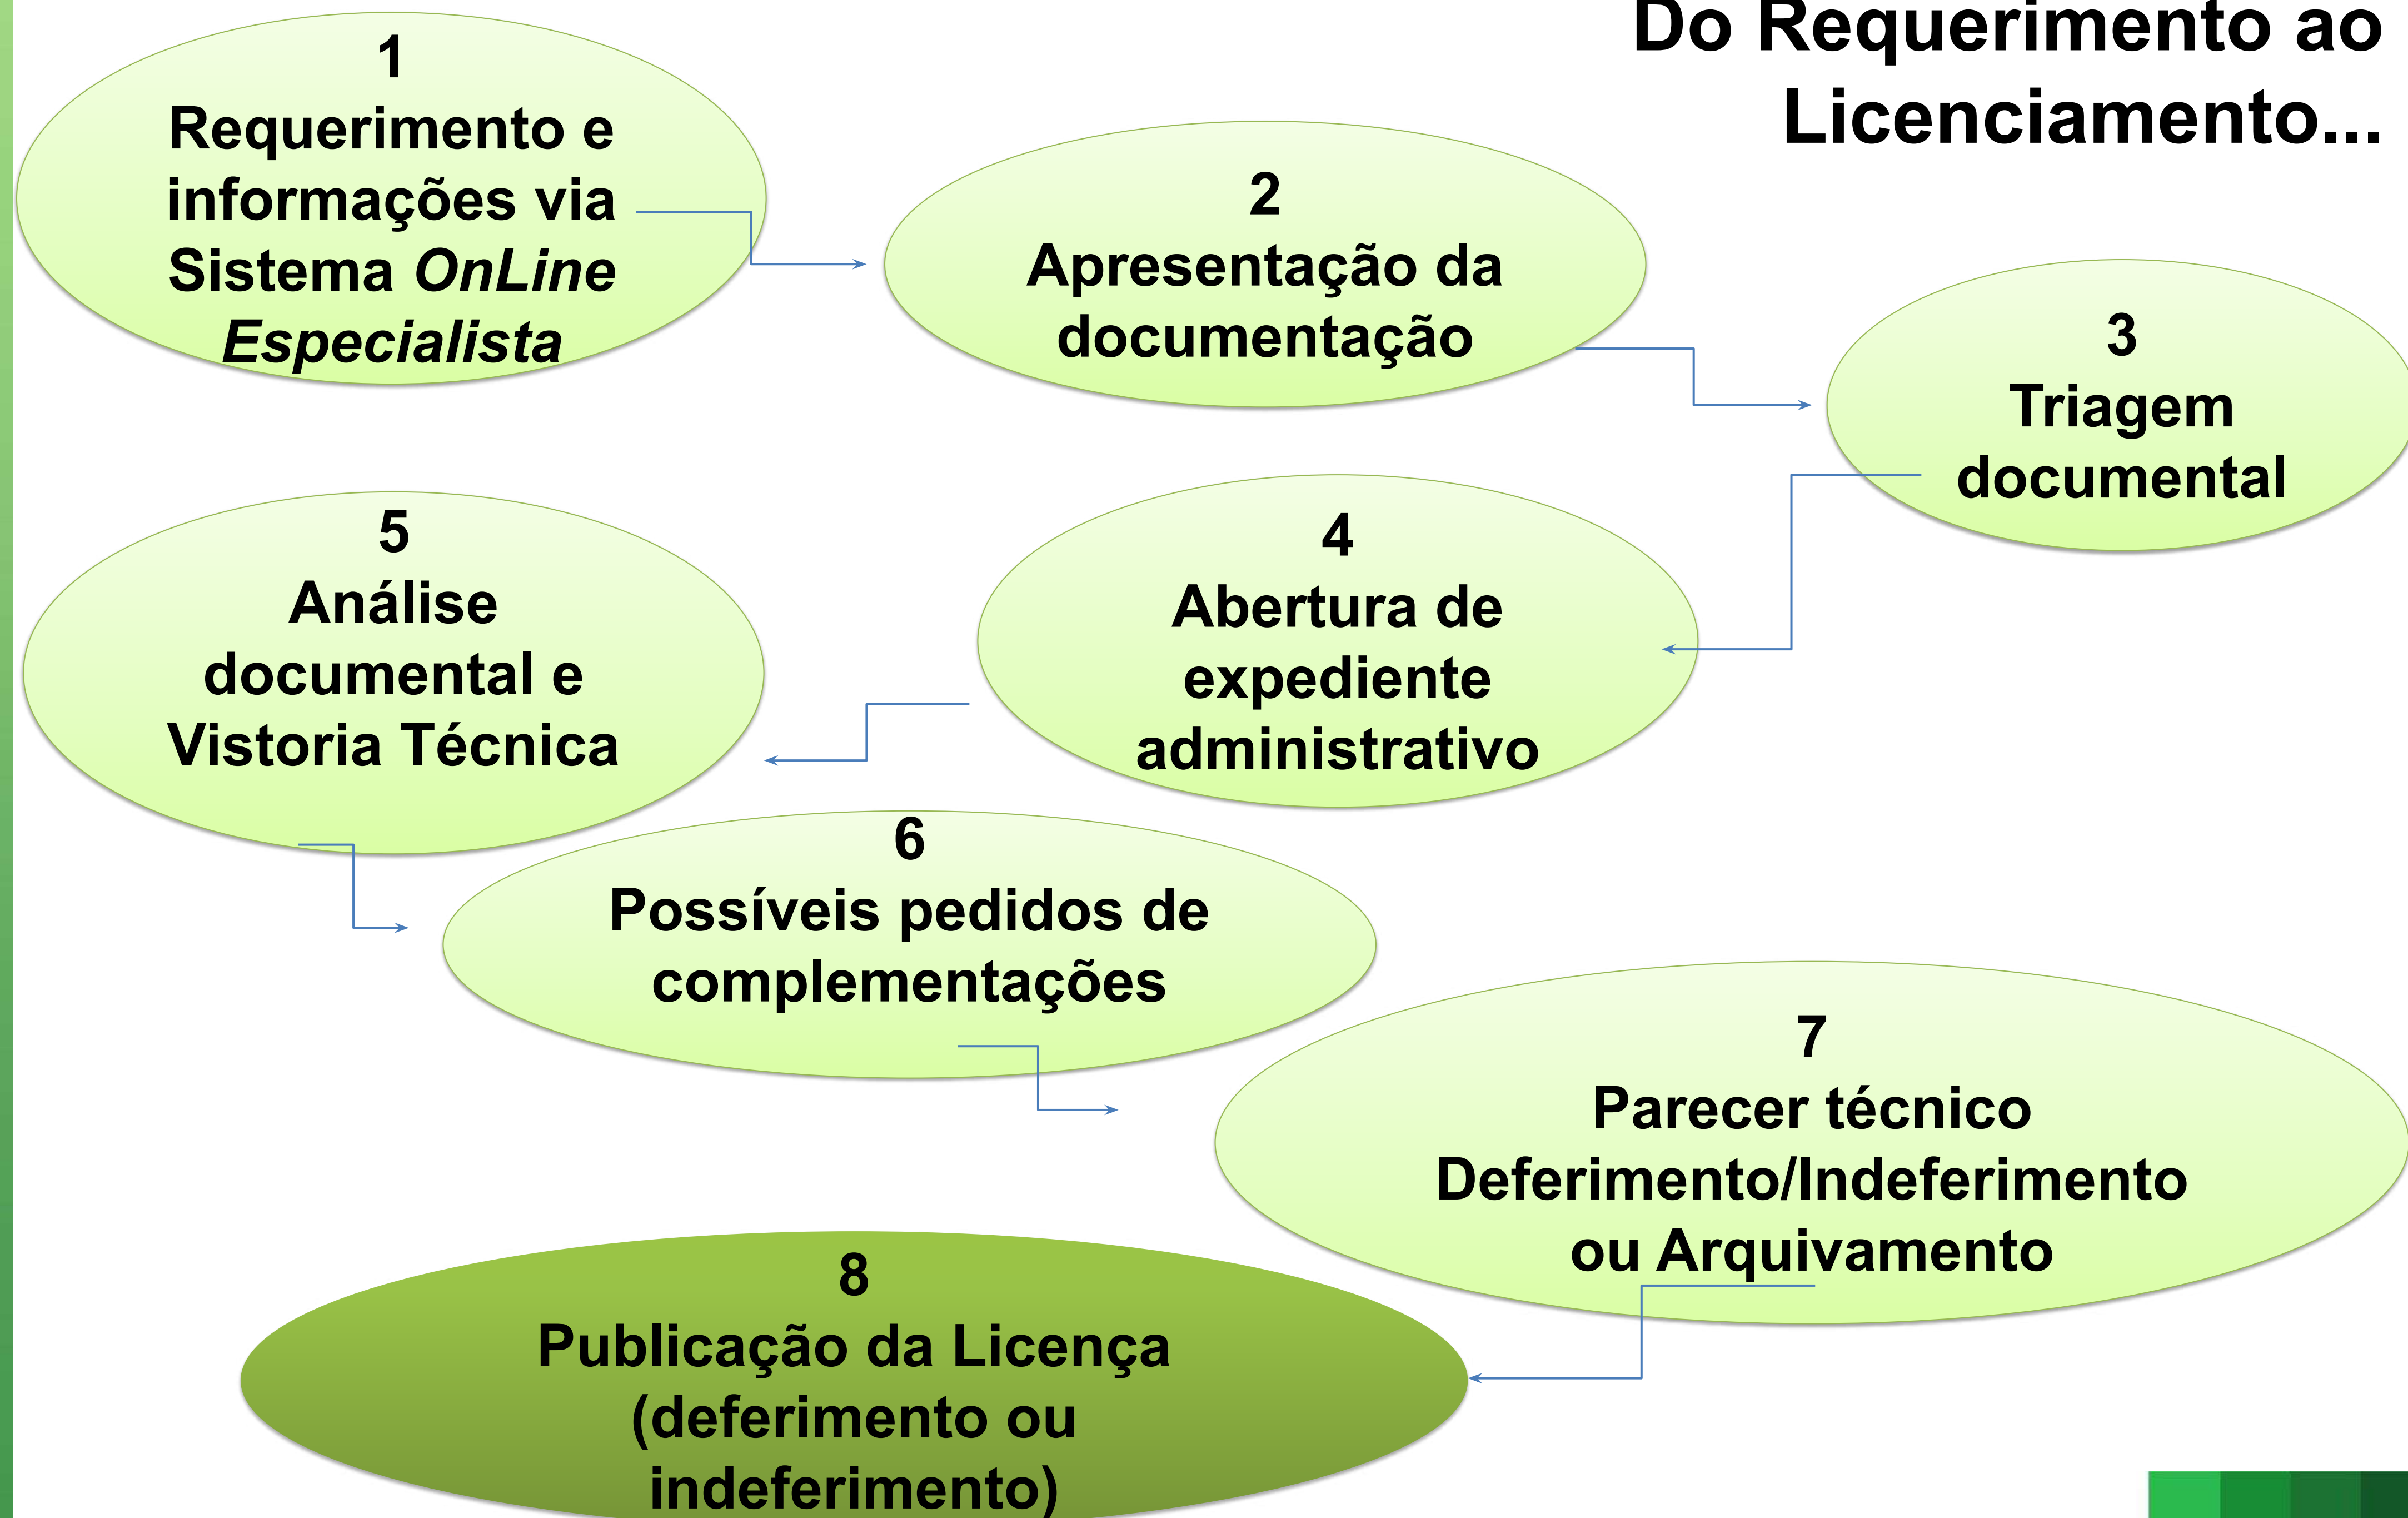 Do Requerimento ao
Licenciamento...
1
Requerimento e
informações via
Sistema OnLine
Especialista
2
Apresentação da
documentação
3
Triagem
documental
4
Abertura de
expediente
administrativo
5
Análise
documental e
Vistoria Técnica
6
Possíveis pedidos de
complementações
7
Parecer técnico
Deferimento/Indeferimento
ou Arquivamento
8
Publicação da Licença
(deferimento ou
indeferimento)